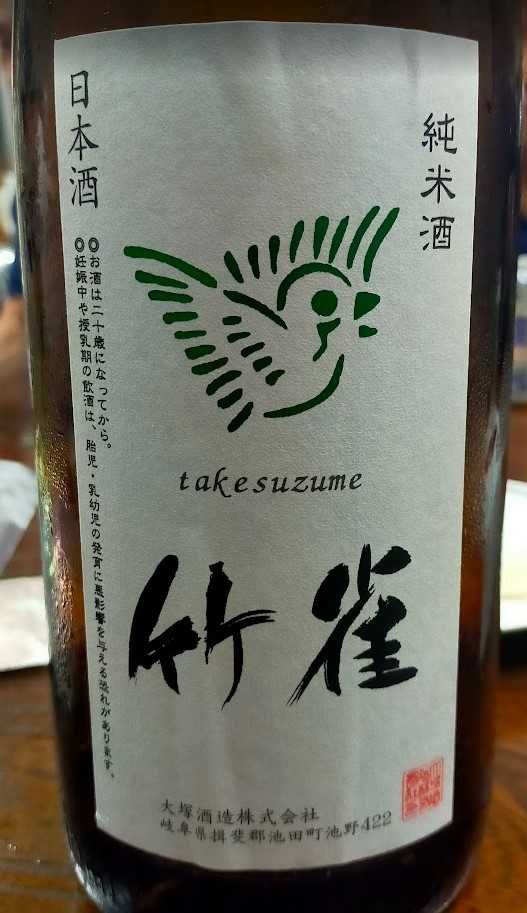 純米酒
日本酒
◎お酒は二十歳になってから。
◎妊娠中や授乳期の飲酒は、胎児・乳幼児の発育に悪影響を与える恐れがあります。
takesuzume
竹雀
大塚酒造株式会社
岐阜県揖斐郡池田町池野422